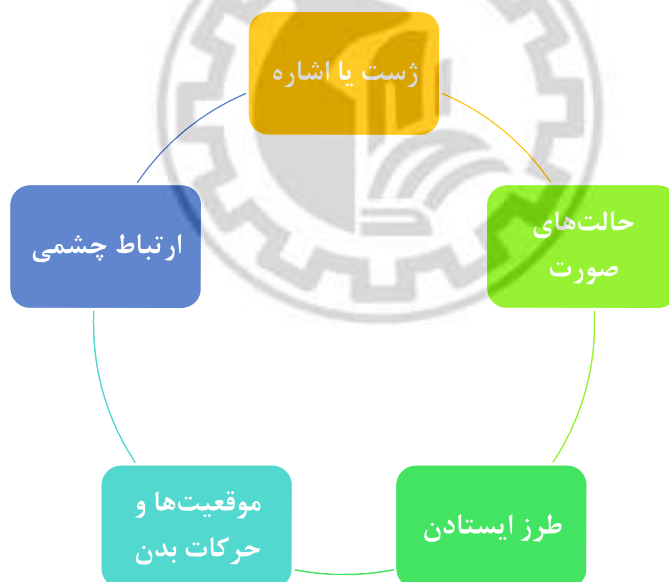 ژست یا اشاره
حالت‌های
صورت
طرز ایستادن
موقعیت‌ها و
حرکات بدن
ارتباط چشمی